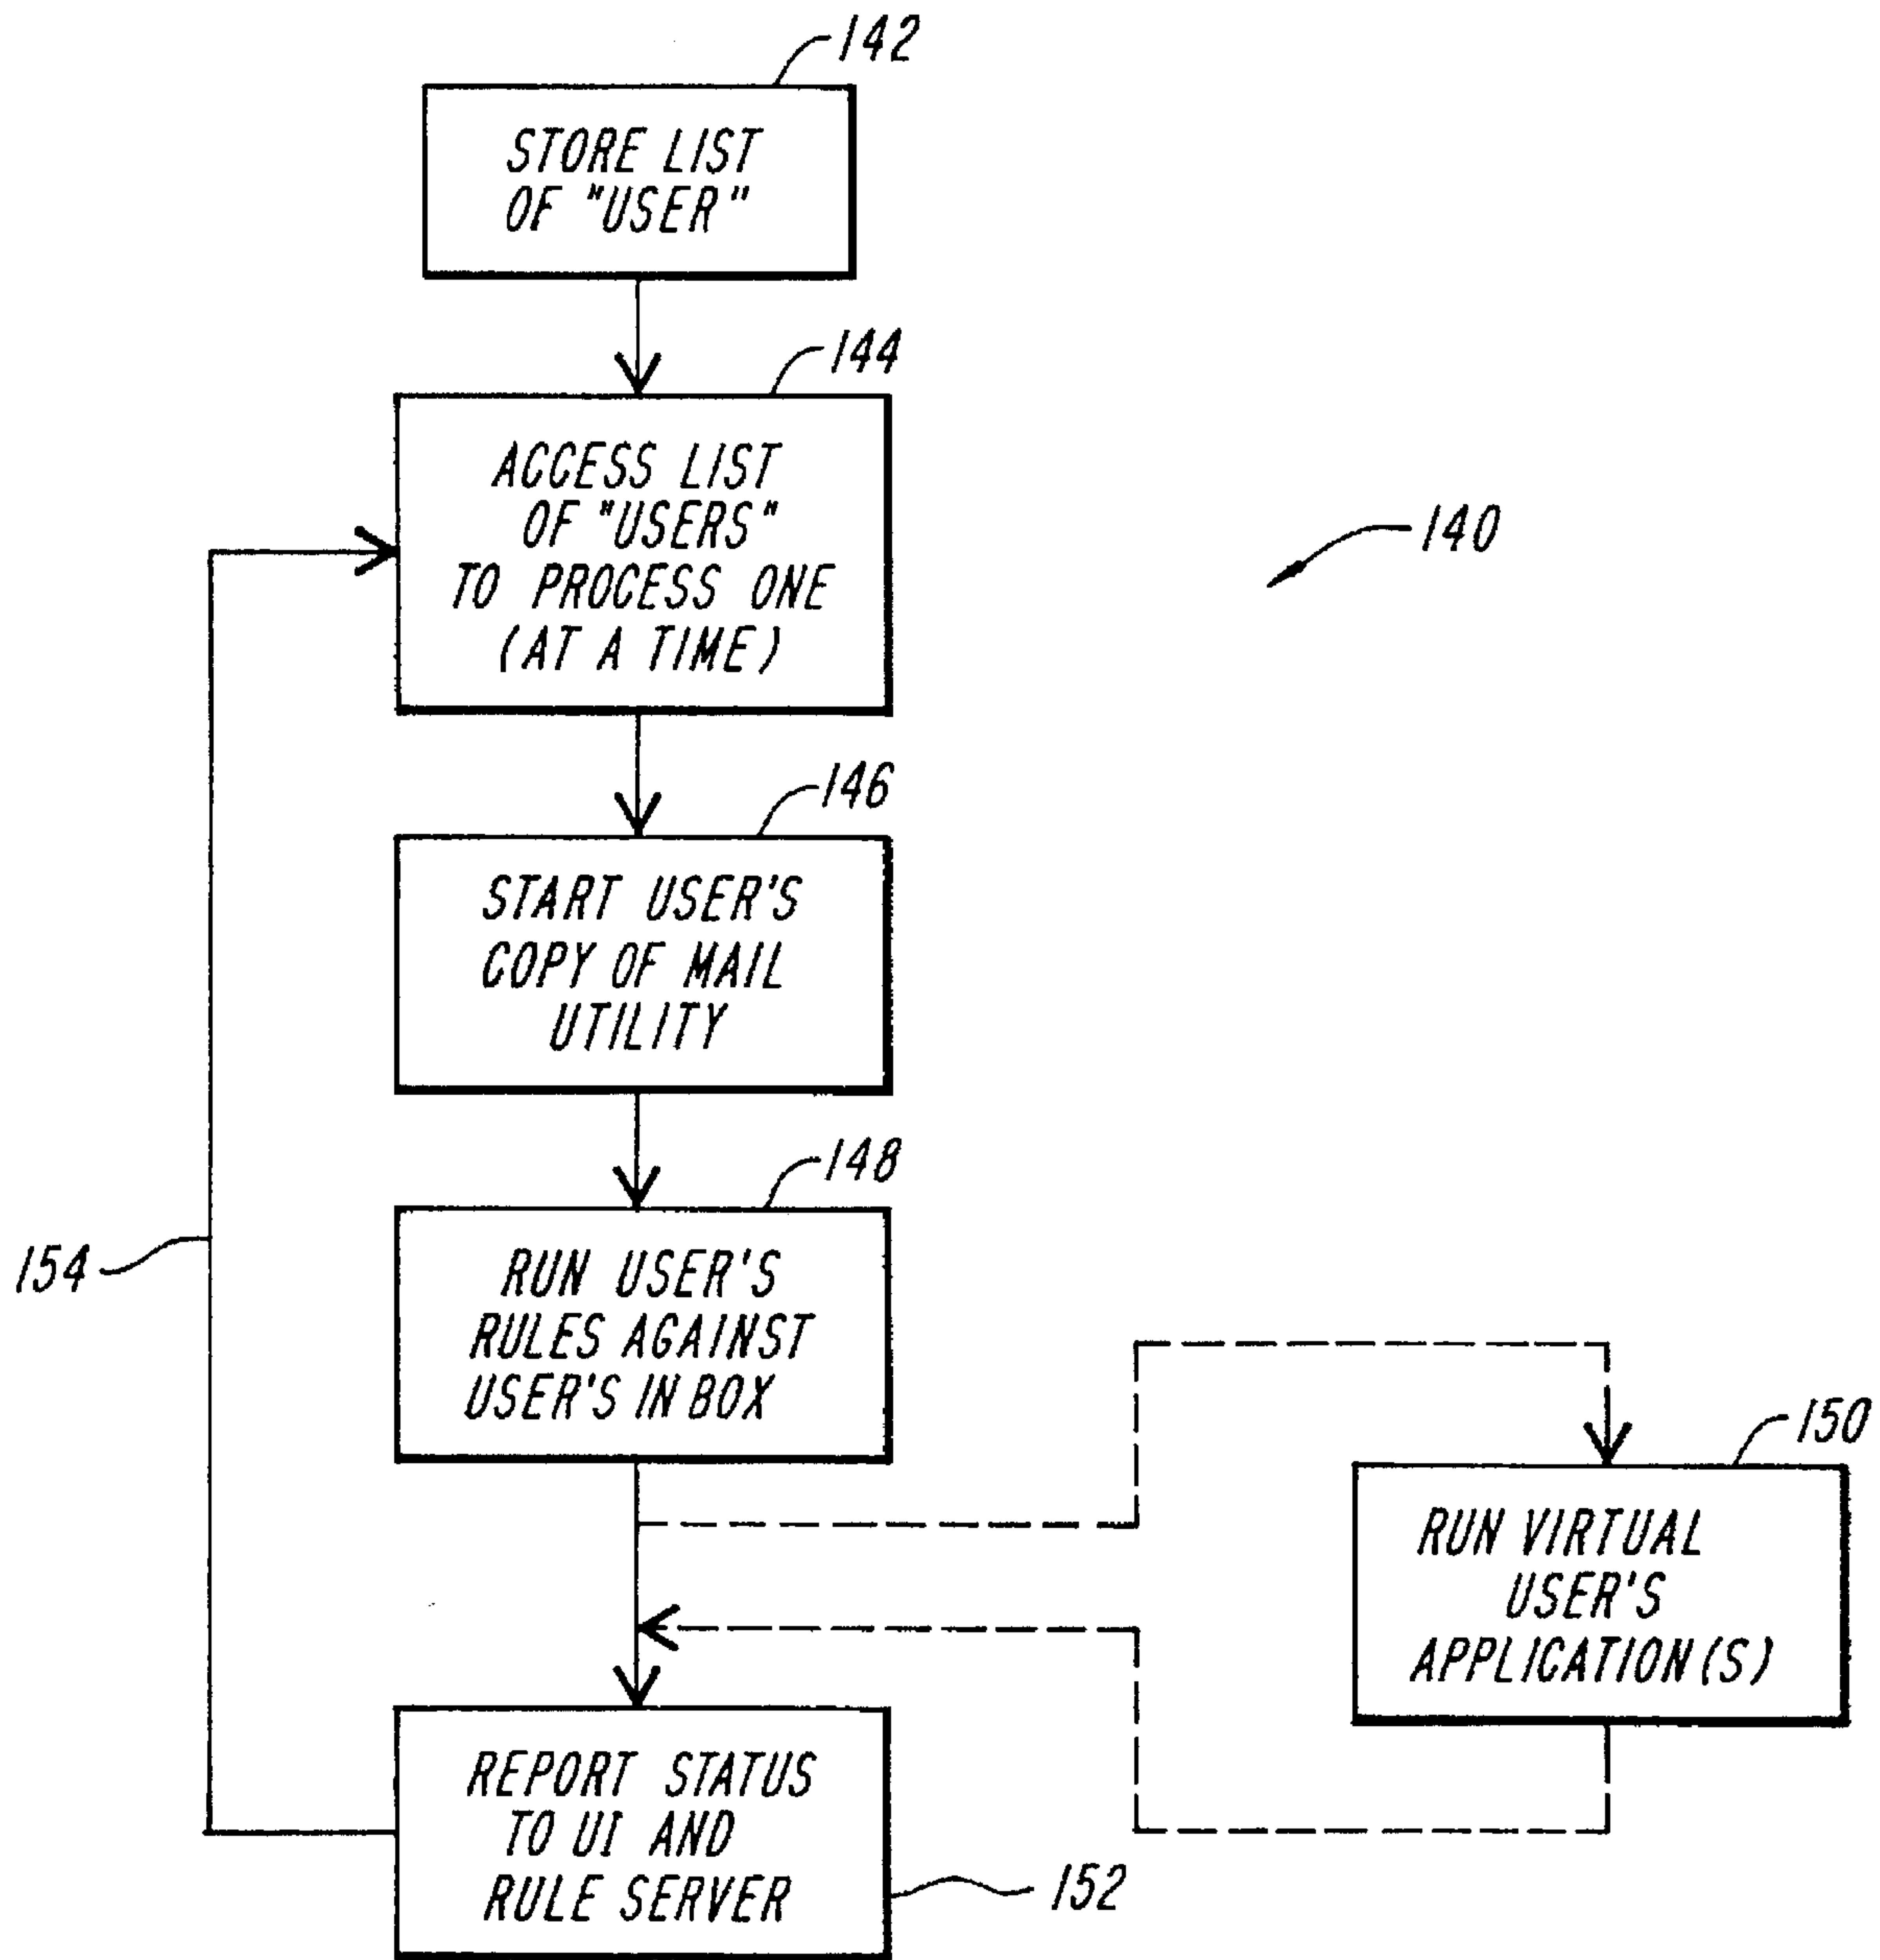 142
STORE LIST
OF "USER"
144
ACCESS LIST
OF "USERS"
TO PROCESS ONE
(AT A TIME)
140
146
START USER'S
COPY OF MAIL
UTILITY
148
RUN USER'S
RULES AGAINST
USER'S IN BOX
154
150
RUN VIRTUAL
USER'S
APPLICATION(S)
REPORT STATUS
TO UI AND
RULE SERVER
152